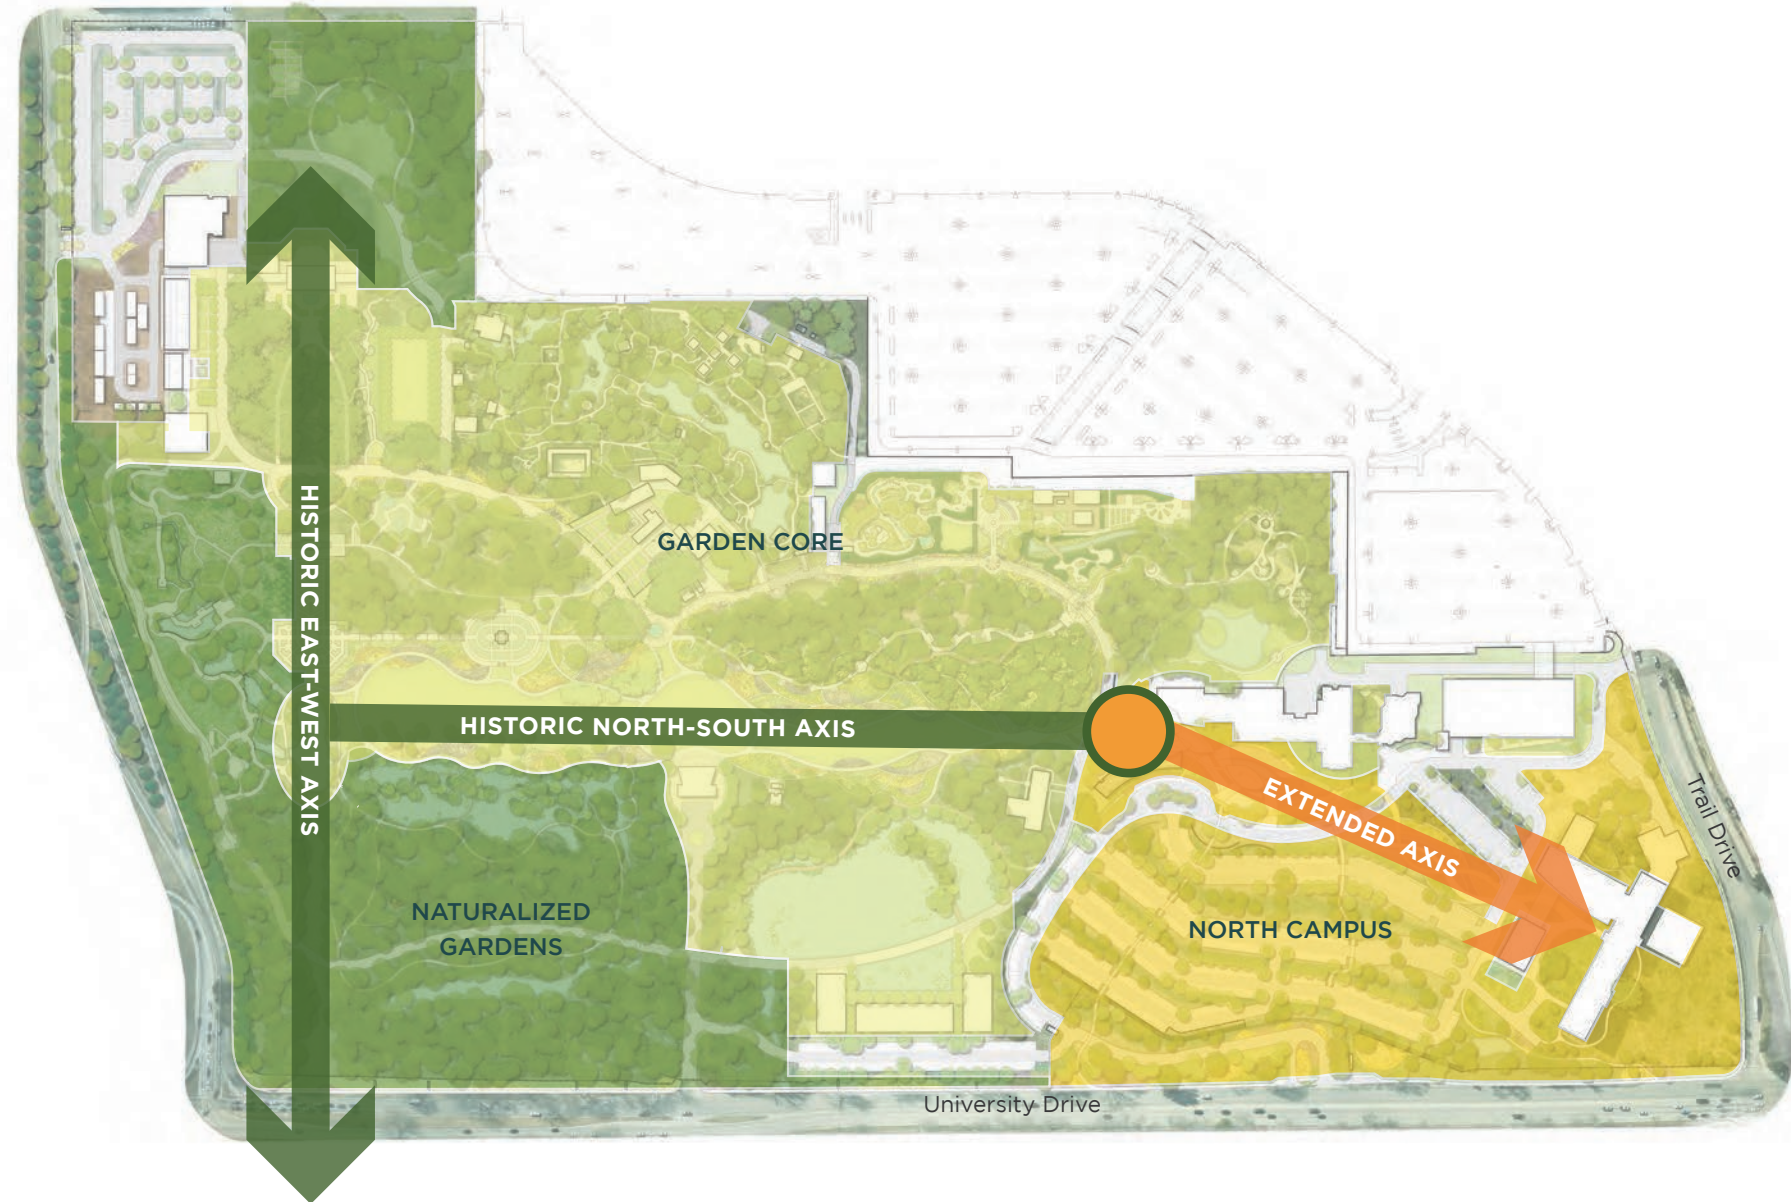 HISTORIC EAST-WEST AXIS
GARDEN CORE
HISTORIC NORTH-SOUTH AXIS
EXTENDED AXIS
Trail Drive
NATURALIZED
GARDENS
NORTH CAMPUS
University Drive